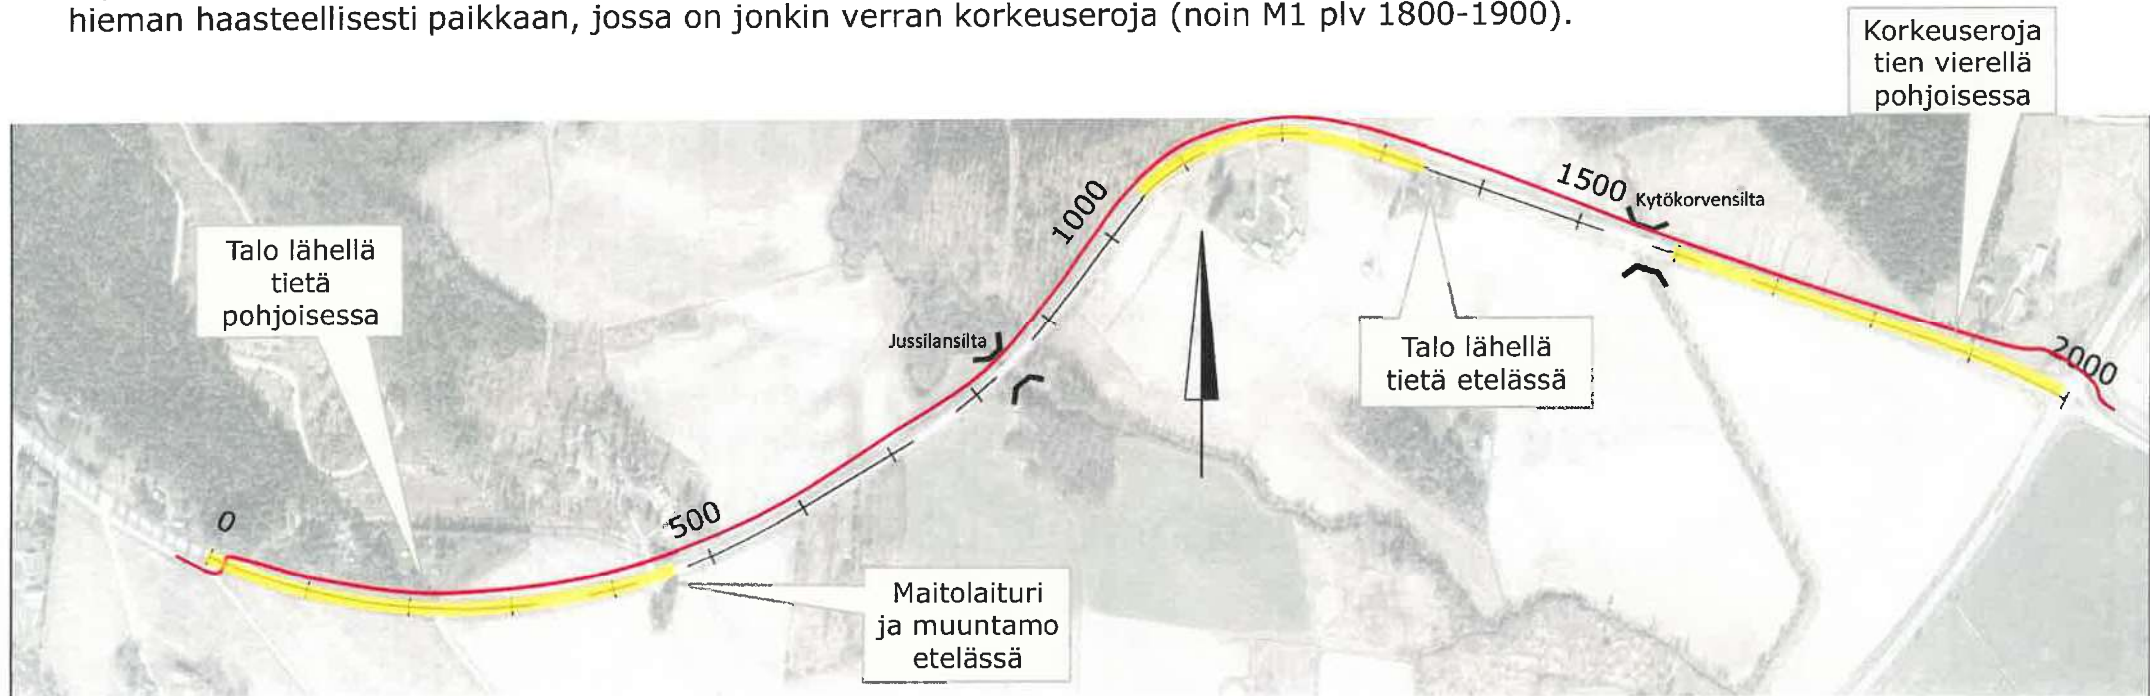 hieman haasteellisesti paikkaan, jossa on jonkin verran korkeuseroja (noin M1 plv 1800-1900).
Korkeuseroja
tien vierellä
pohjoisessa
1500
Kytökorvensilta
1000
Talo lähellä
tietä
pohjoisessa
Jussilansilta
Talo lähellä
tietä etelässä
2000
0
500
Maitolaituri
ja muuntamo
etelässä